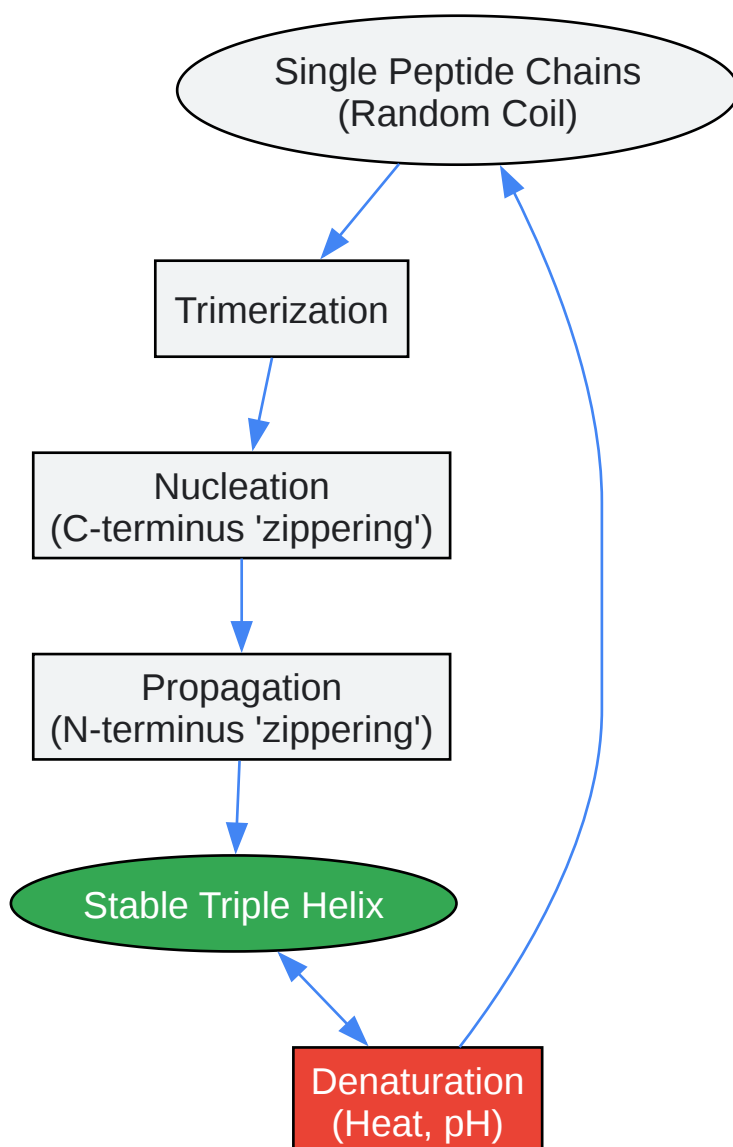 Single Peptide Chains
(Random Coil)
Trimerization
Nucleation
(C-terminus 'zippering')
Propagation
(N-terminus 'zippering')
Stable Triple Helix
Denaturation
(Heat, pH)